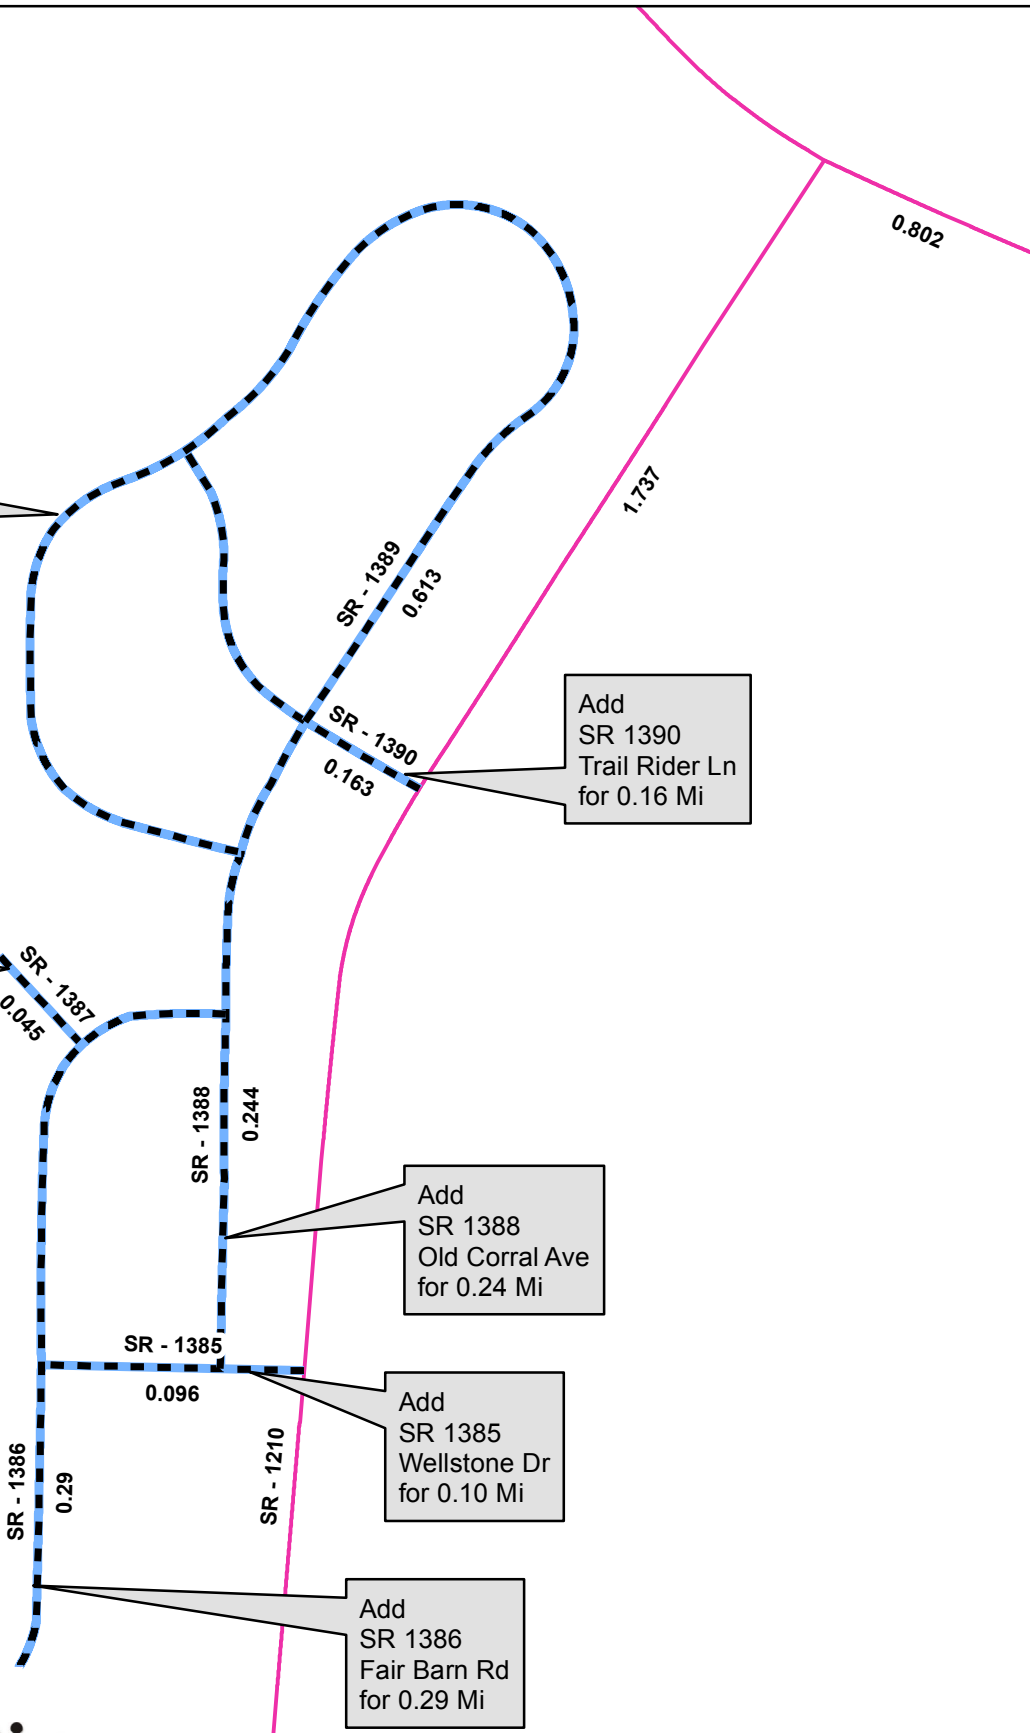 0.802
1.737
SR - 1389
0.613
SR - 1390
0.163
Add
SR 1390
Trail Rider Ln
for 0.16 Mi
SR - 1387
0.045
SR - 1388
0.244
Add
SR 1388
Old Corral Ave
for 0.24 Mi
SR - 1385
0.096
Add
SR 1385
Wellstone Dr
for 0.10 Mi
SR - 1386
0.29
SR - 1210
Add
SR 1386
Fair Barn Rd
for 0.29 Mi